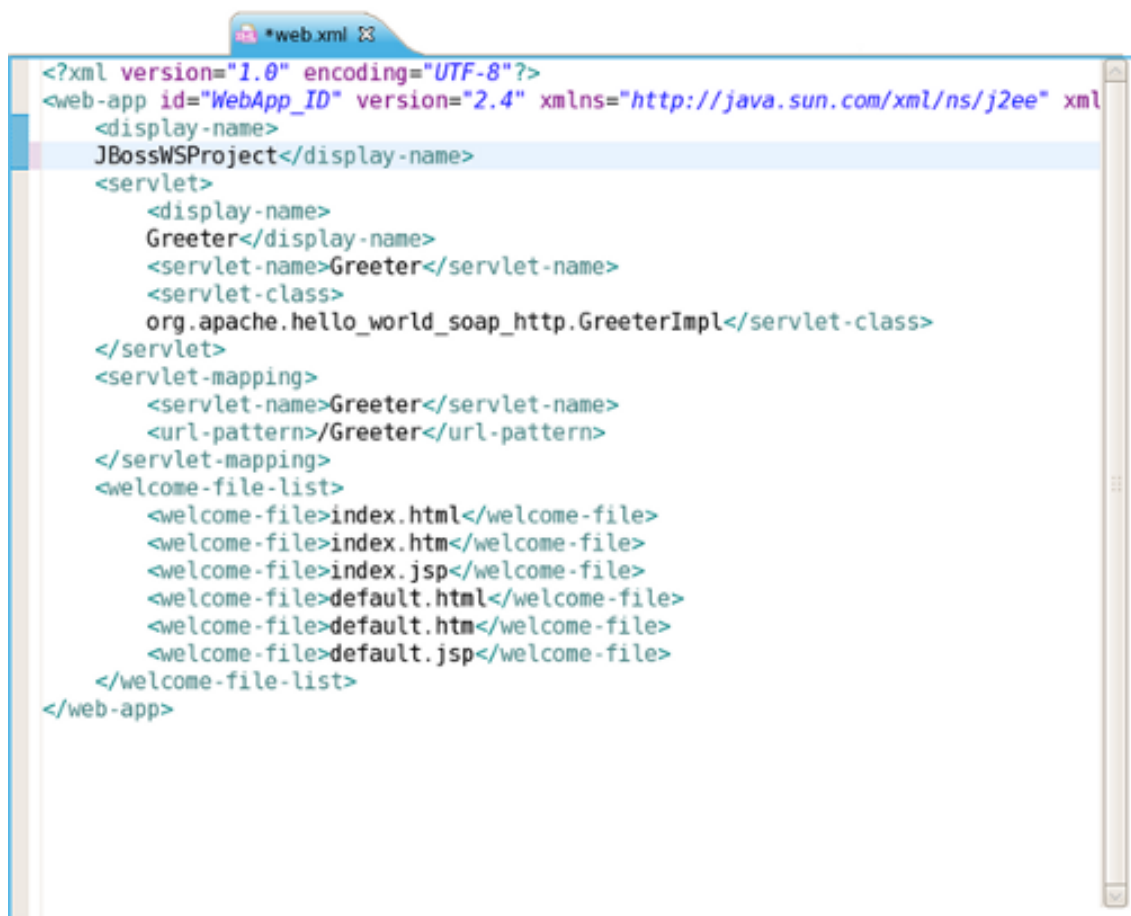 *web.xml
<?xml version="1.0" encoding="UTF-8"?>
<web-app id="WebApp_ID" version="2.4" xmlns="http://java.sun.com/xml/ns/j2ee" xml
    <display-name>
    JBossWSProject</display-name>
    <servlet>
        <display-name>
        Greeter</display-name>
        <servlet-name>Greeter</servlet-name>
        <servlet-class>
        org.apache.hello_world_soap_http.GreeterImpl</servlet-class>
    </servlet>
    <servlet-mapping>
        <servlet-name>Greeter</servlet-name>
        <url-pattern>/Greeter</url-pattern>
    </servlet-mapping>
    <welcome-file-list>
        <welcome-file>index.html</welcome-file>
        <welcome-file>index.htm</welcome-file>
        <welcome-file>index.jsp</welcome-file>
        <welcome-file>default.html</welcome-file>
        <welcome-file>default.htm</welcome-file>
        <welcome-file>default.jsp</welcome-file>
    </welcome-file-list>
</web-app>